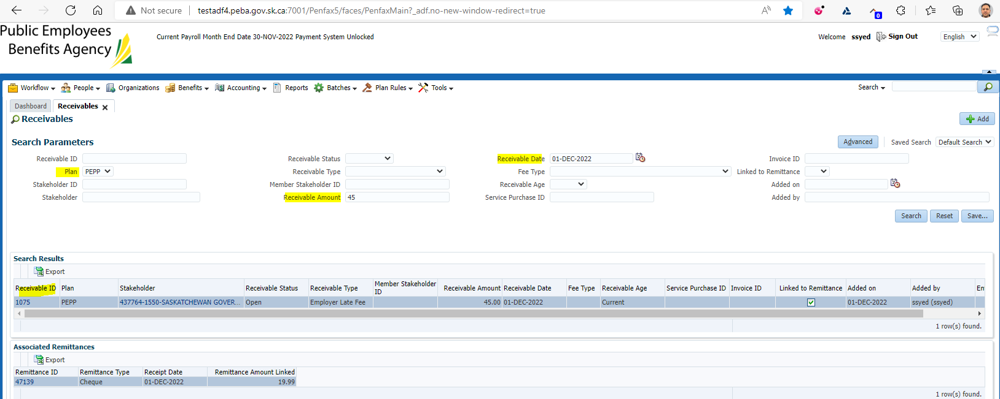 Not secure testadf4.peba.gov.sk.ca:7001/Penfax5/faces/PenfaxMain?_adf.no-new-window-redirect=true A 0
Public Employees
Benefits Agency
Current Payroll Month End Date 30-NOV-2022 Payment System Unlocked
Welcome ssyed Sign Out English
Workflow People Organizations Benefits Accounting Reports Batches Plan Rules Tools Search
Dashboard Receivables
Receivables Add
Search Parameters Advanced Saved Search Default Search
Receivable ID Receivable Status Receivable Date 01-DEC-2022 Invoice ID
Plan PEPP Receivable Type Fee Type Linked to Remittance
Stakeholder ID Member Stakeholder ID Receivable Age Added on
Stakeholder Receivable Amount 45 Service Purchase ID Added by
Search Reset Save...
Search Results
Export
Receivable ID Plan Stakeholder Receivable Status Receivable Type Member Stakeholder ID Receivable Amount Receivable Date Fee Type Receivable Age Service Purchase ID Invoice ID Linked to Remittance Added on Added by En
1075 PEPP 437764-1550-SASKATCHEWAN GOVER... Open Employer Late Fee 45.00 01-DEC-2022 Current 01-DEC-2022 ssyed (ssyed)
1 row(s) found.
Associated Remittances
Export
Remittance ID Remittance Type Receipt Date Remittance Amount Linked
47139 Cheque 01-DEC-2022 19.99
1 row(s) found.